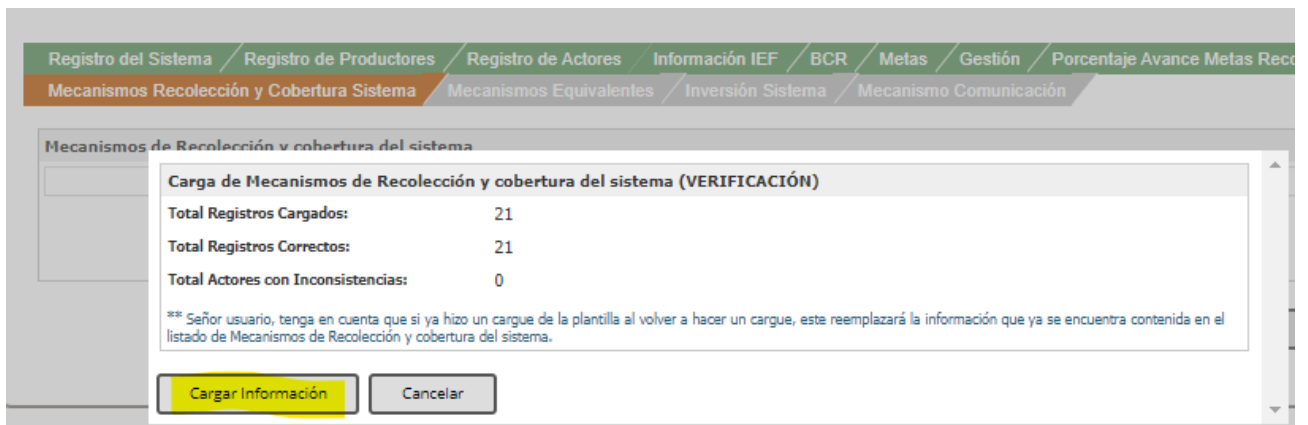 Registro del Sistema / Registro de Productores / Registro de Actores / Información IEF / BCR / Metas / Gestión / Porcentaje Avance Metas Reco
Mecanismos Recolección y Cobertura Sistema / Mecanismos Equivalentes / Inversión Sistema / Mecanismo Comunicación
Mecanismos de Recolección y cobertura del sistema
Carga de Mecanismos de Recolección y cobertura del sistema (VERIFICACIÓN)
Total Registros Cargados: 21
Total Registros Correctos: 21
Total Actores con Inconsistencias: 0
** Señor usuario, tenga en cuenta que si ya hizo un cargue de la plantilla al volver a hacer un cargue, este reemplazará la información que ya se encuentra contenida en el
listado de Mecanismos de Recolección y cobertura del sistema.
Cargar Información Cancelar